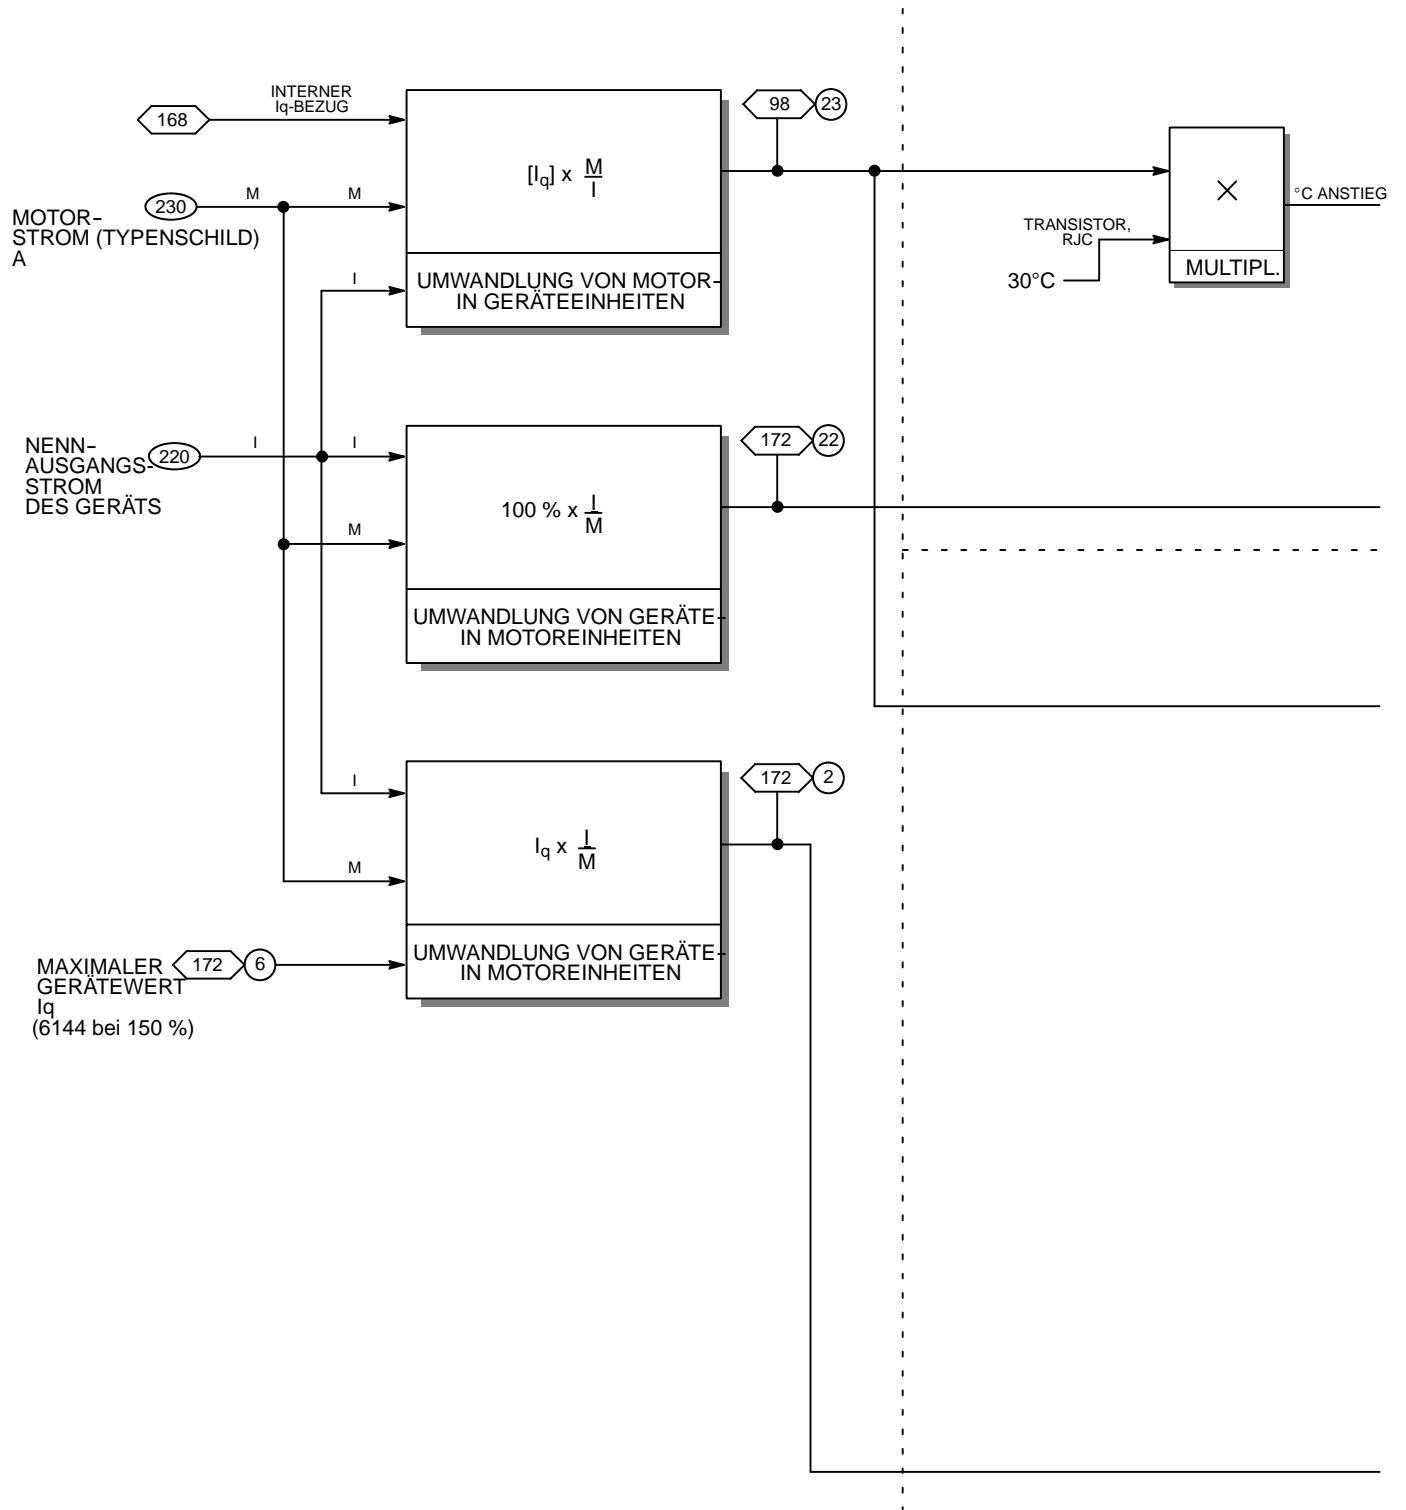 INTERNER
Iq-BEZUG
168
98
23
[Iq] x M/I
M
M
230
MOTOR-
STROM (TYPENSCHILD)
A
I
UMWANDLUNG VON MOTOR-
IN GERÄTEEINHEITEN
×
°C ANSTIEG
TRANSISTOR,
RJC
30°C
MULTIPL.
NENN-
AUSGANGS-
STROM
DES GERÄTS
220
I
I
172
22
100 % x I/M
M
UMWANDLUNG VON GERÄTE-
IN MOTOREINHEITEN
I
172
2
Iq x I/M
M
UMWANDLUNG VON GERÄTE-
IN MOTOREINHEITEN
MAXIMALER
GERÄTEWERT
Iq
(6144 bei 150 %)
172
6